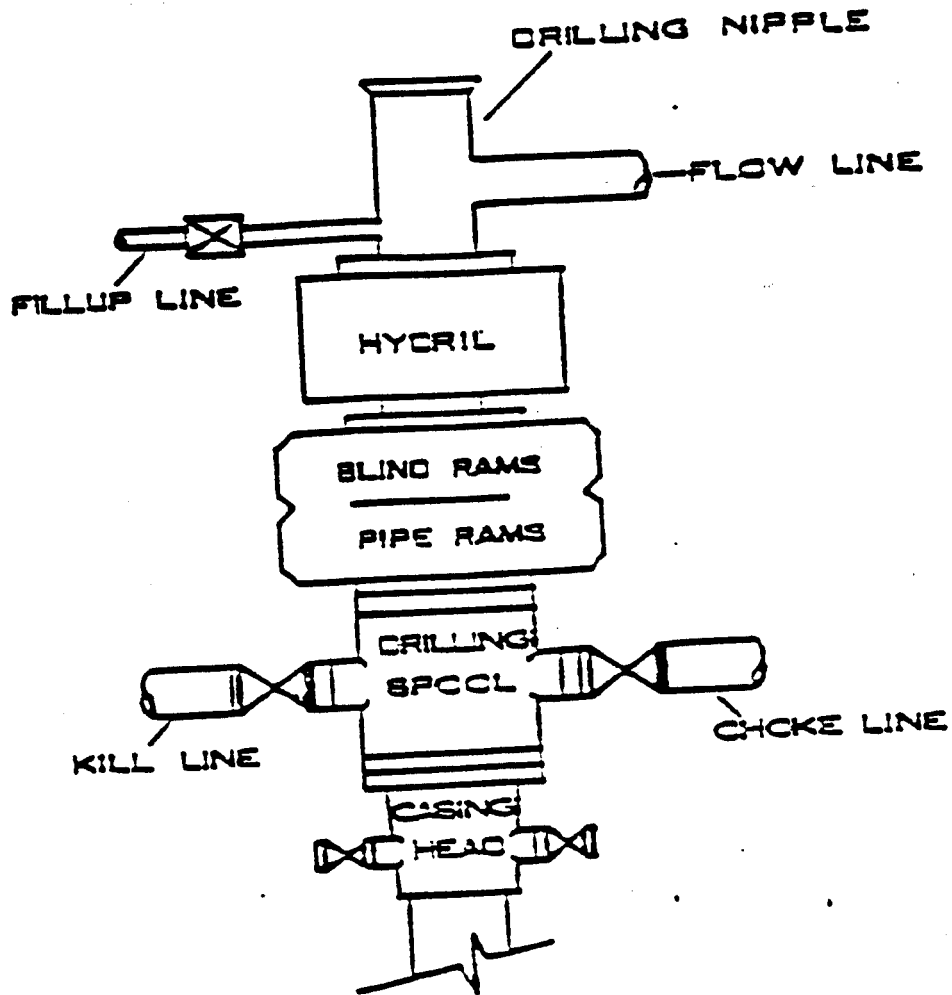 DRILLING NIPPLE
FLOW LINE
FILLUP LINE
HYDRIL
BLIND RAMS
PIPE RAMS
DRILLING
SPOOL
KILL LINE
CHOKE LINE
CASING
HEAD